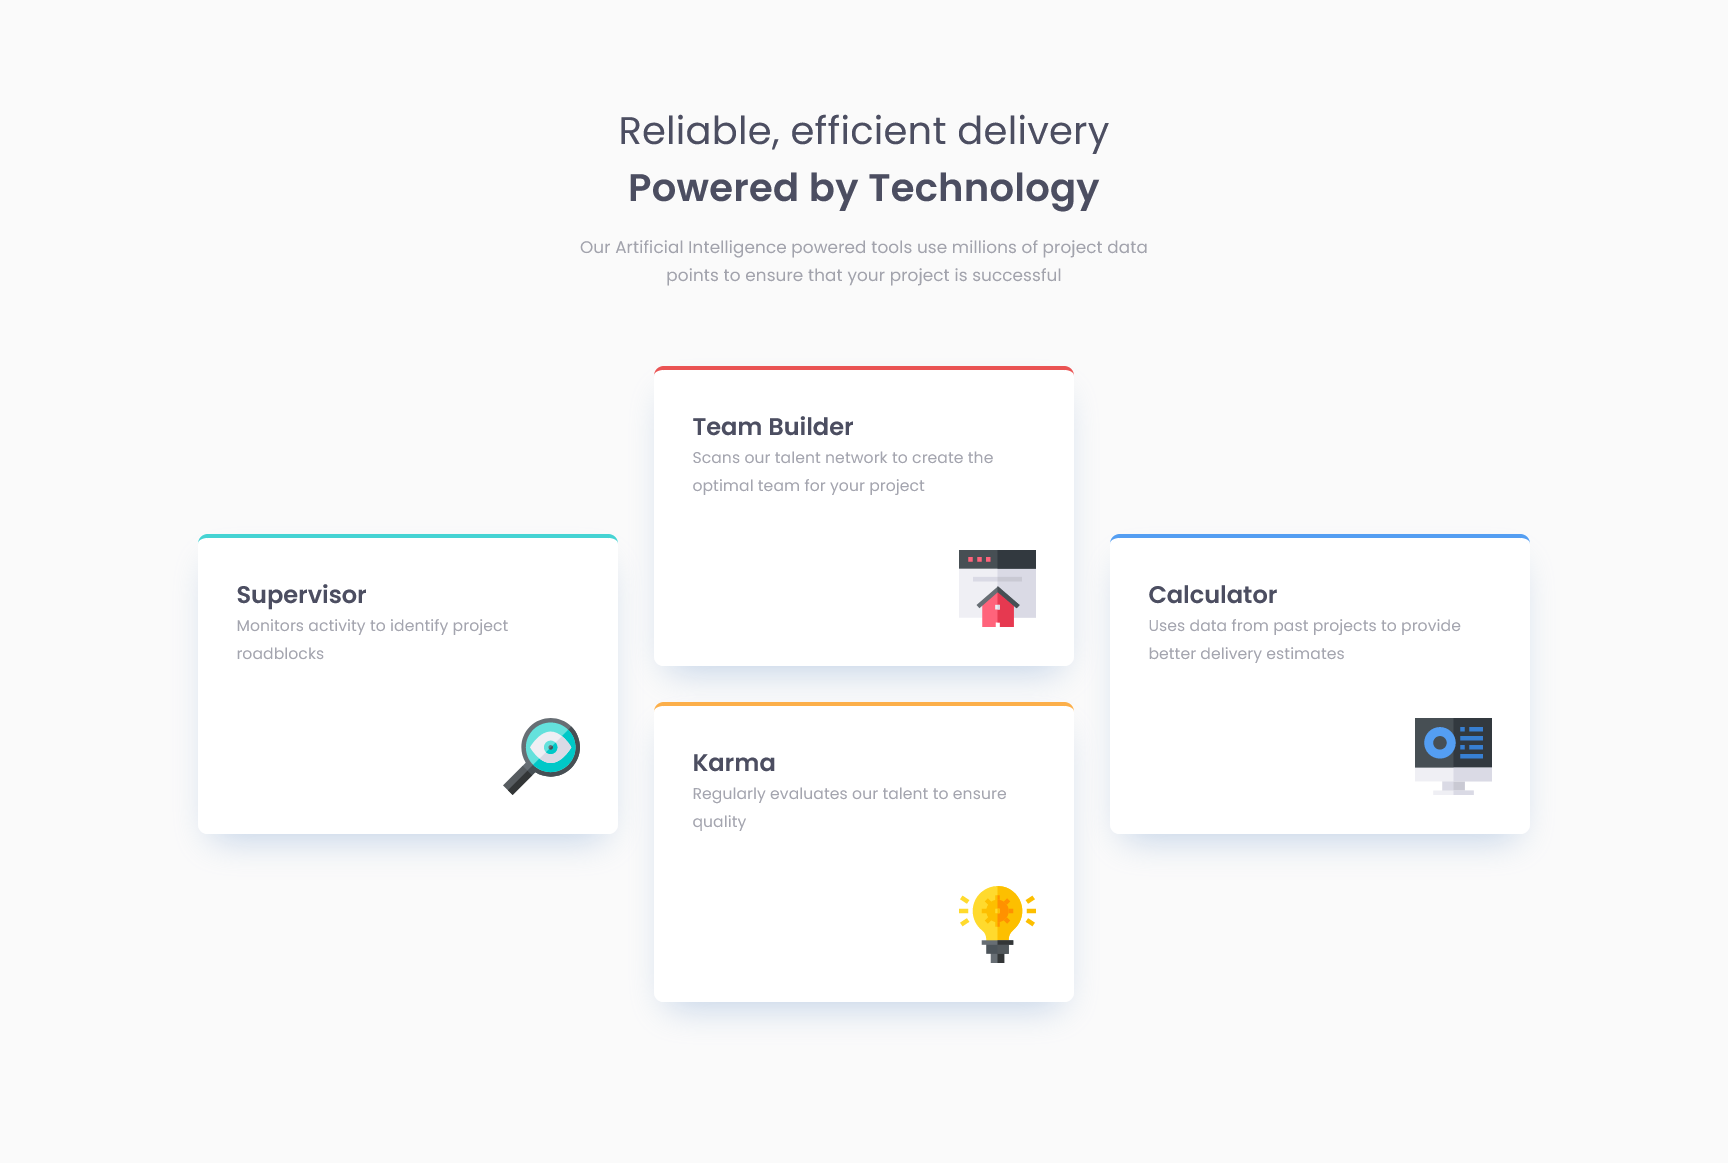 Reliable, efficient delivery
Powered by Technology
Our Artificial Intelligence powered tools use millions of project data
points to ensure that your project is successful
Supervisor
Monitors activity to identify project
roadblocks
Team Builder
Scans our talent network to create the
optimal team for your project
Karma
Regularly evaluates our talent to ensure
quality
Calculator
Uses data from past projects to provide
better delivery estimates